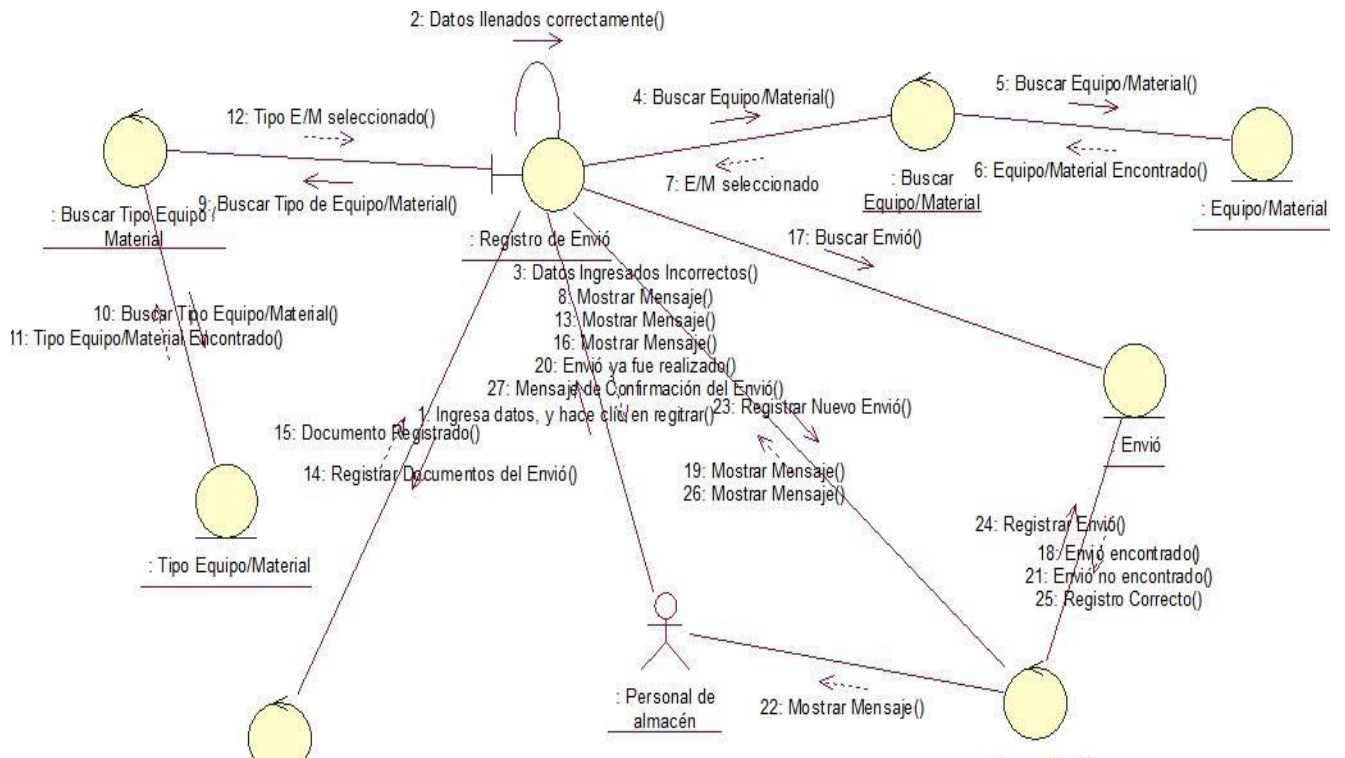 2: Datos llenados correctamente()
4: Buscar Equipo/Material()
5: Buscar Equipo/Material()
12: Tipo E/M seleccionado()
7: E/M seleccionado
6: Equipo/Material Encontrado()
: Buscar
Equipo/Material
: Equipo/Material
9: Buscar Tipo de Equipo/Material()
: Buscar Tipo Equipo /
Material
: Registro de Envió
17: Buscar Envió()
3: Datos Ingresados Incorrectos()
8: Mostrar Mensaje()
13: Mostrar Mensaje()
16: Mostrar Mensaje()
20: Envió ya fue realizado()
27: Mensaje de Confirmación del Envió()
1: Ingresa datos, y hace clic en regitrar()
10: Buscar Tipo Equipo/Material()
11: Tipo Equipo/Material Encontrado()
23: Registrar Nuevo Envió()
15: Documento Registrado()
14: Registrar Documentos del Envió()
19: Mostrar Mensaje()
26: Mostrar Mensaje()
: Envió
24: Registrar Envió()
18: Envió encontrado()
21: Envió no encontrado()
25: Registro Correcto()
: Tipo Equipo/Material
: Personal de
almacén
22: Mostrar Mensaje()